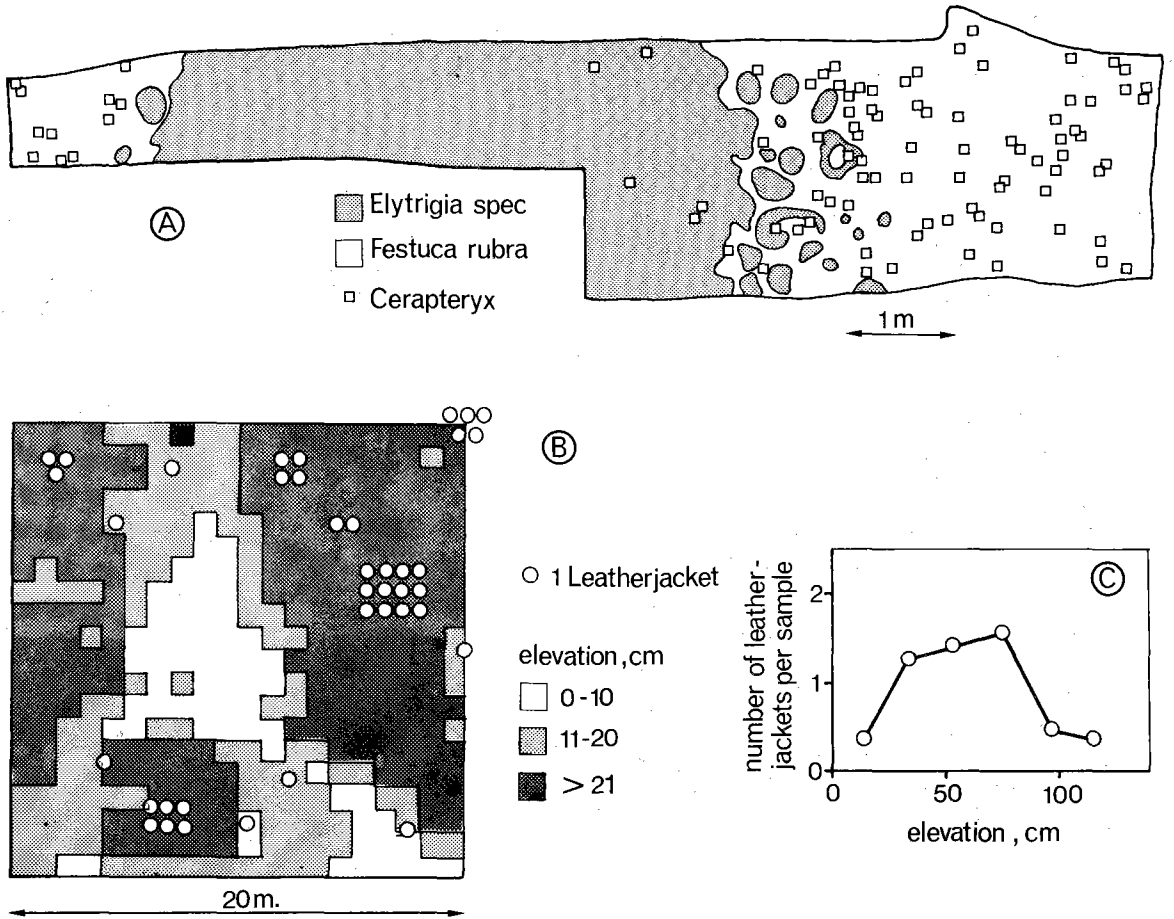 A
Elytrigia spec
Festuca rubra
Cerapteryx
1 m
B
1 Leatherjacket
elevation, cm
0-10
11-20
> 21
20 m.
C
number of leather-
jackets per sample
2
1
0
0
50
100
elevation, cm